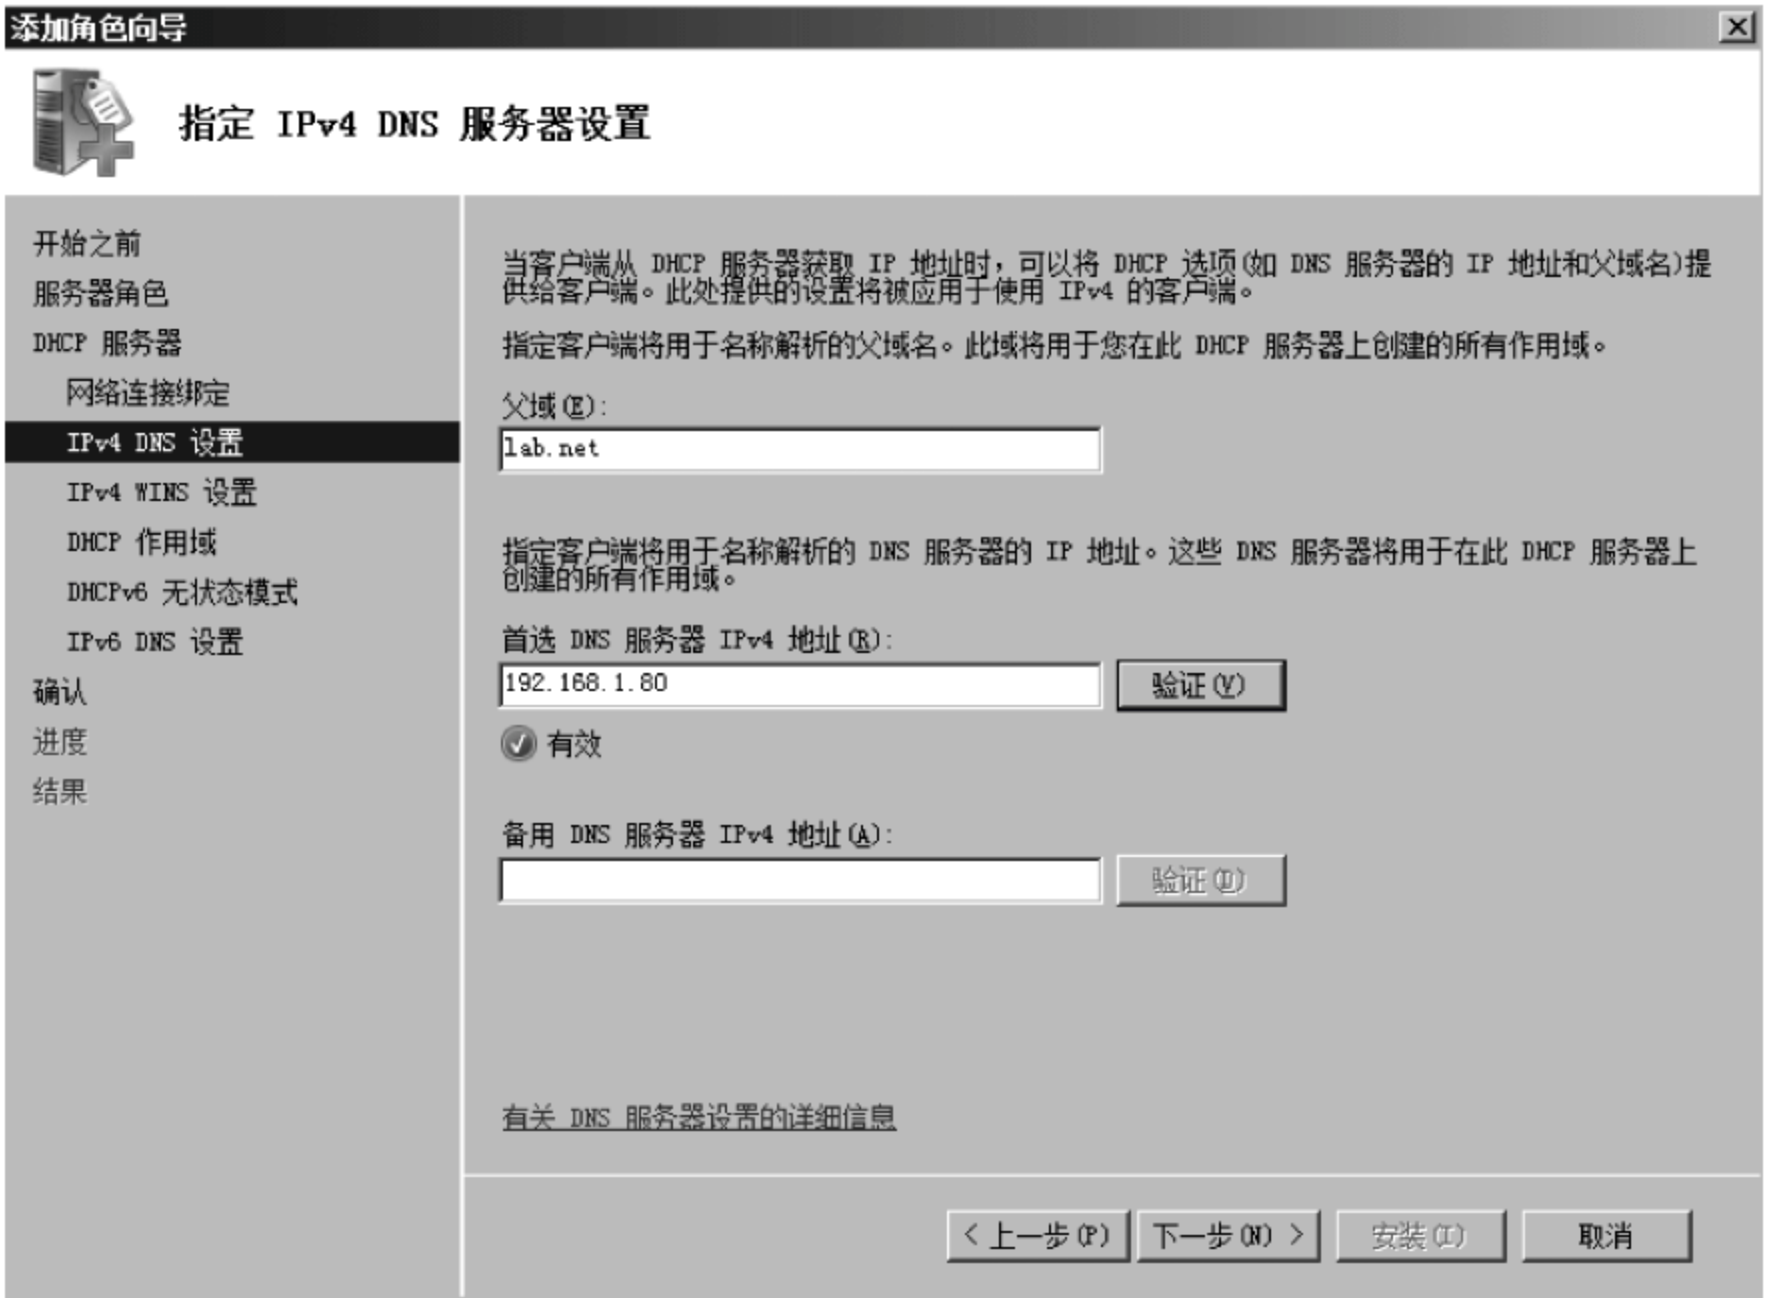 添加角色向导
指定 IPv4 DNS 服务器设置
开始之前
服务器角色
DHCP 服务器
网络连接绑定
IPv4 DNS 设置
IPv4 WINS 设置
DHCP 作用域
DHCPv6 无状态模式
IPv6 DNS 设置
确认
进度
结果
当客户端从 DHCP 服务器获取 IP 地址时，可以将 DHCP 选项(如 DNS 服务器的 IP 地址和父域名)提
供给客户端。此处提供的设置将被应用于使用 IPv4 的客户端。
指定客户端将用于名称解析的父域名。此域将用于您在此 DHCP 服务器上创建的所有作用域。
父域(E):
lab.net
指定客户端将用于名称解析的 DNS 服务器的 IP 地址。这些 DNS 服务器将用于在此 DHCP 服务器上
创建的所有作用域。
首选 DNS 服务器 IPv4 地址(R):
192.168.1.80
验证(V)
有效
备用 DNS 服务器 IPv4 地址(A):
验证(D)
有关 DNS 服务器设置的详细信息
< 上一步(P)
下一步(N) >
安装(I)
取消